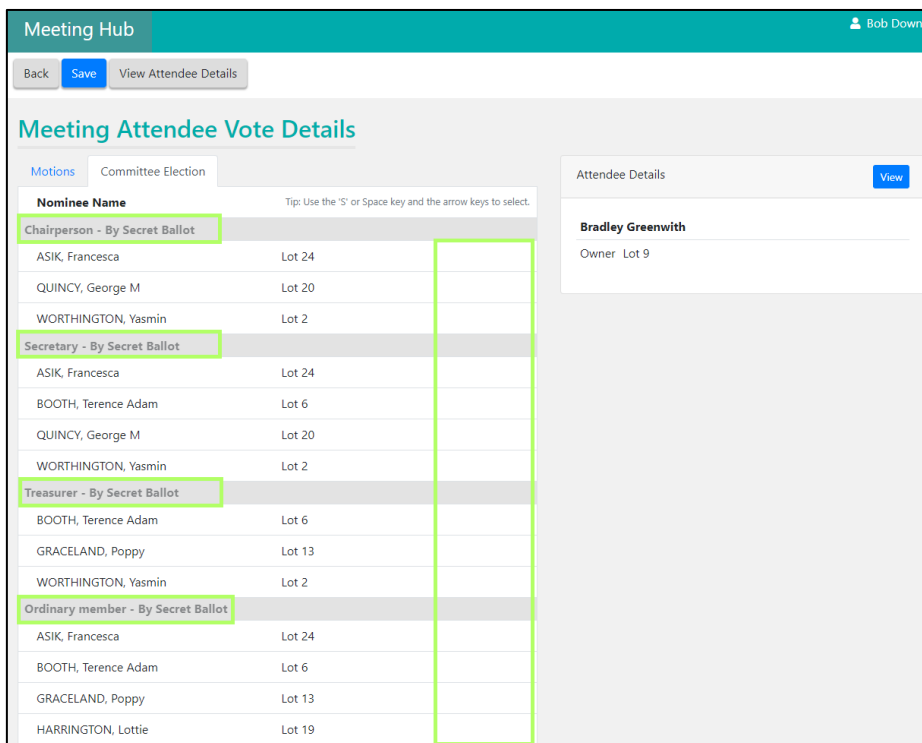 Meeting Hub
Bob Down
Back Save View Attendee Details
Meeting Attendee Vote Details
Motions Committee Election
Nominee Name Tip: Use the 'S' or Space key and the arrow keys to select.
Chairperson - By Secret Ballot
ASIK, Francesca Lot 24
QUINCY, George M Lot 20
WORTHINGTON, Yasmin Lot 2
Secretary - By Secret Ballot
ASIK, Francesca Lot 24
BOOTH, Terence Adam Lot 6
QUINCY, George M Lot 20
WORTHINGTON, Yasmin Lot 2
Treasurer - By Secret Ballot
BOOTH, Terence Adam Lot 6
GRACELAND, Poppy Lot 13
WORTHINGTON, Yasmin Lot 2
Ordinary member - By Secret Ballot
ASIK, Francesca Lot 24
BOOTH, Terence Adam Lot 6
GRACELAND, Poppy Lot 13
HARRINGTON, Lottie Lot 19
Attendee Details View
Bradley Greenwith
Owner Lot 9